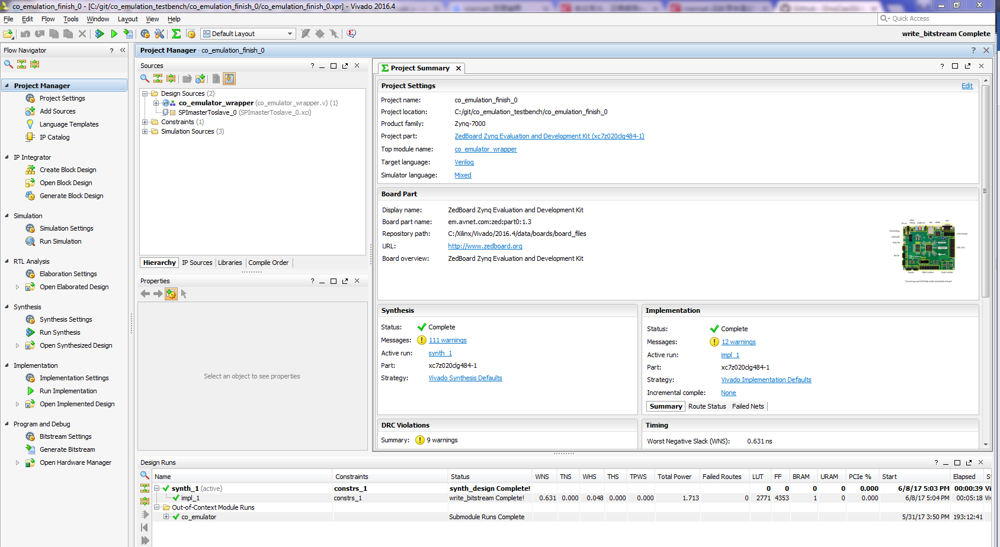 co_emulation_finish_0 - [C:/git/co_emulation_testbench/co_emulation_finish_0/co_emulation_finish_0.xpr] - Vivado 2016.4
File Edit Flow Tools Window Layout View Help
Quick Access
Default Layout
write_bitstream Complete
Flow Navigator
Project Manager
Project Settings
Add Sources
Language Templates
IP Catalog
IP Integrator
Create Block Design
Open Block Design
Generate Block Design
Simulation
Simulation Settings
Run Simulation
RTL Analysis
Elaboration Settings
Open Elaborated Design
Synthesis
Synthesis Settings
Run Synthesis
Open Synthesized Design
Implementation
Implementation Settings
Run Implementation
Open Implemented Design
Program and Debug
Bitstream Settings
Generate Bitstream
Open Hardware Manager
Project Manager - co_emulation_finish_0
Sources
Design Sources (2)
co_emulator_wrapper (co_emulator_wrapper.v) (1)
SPImasterToslave_0 (SPImasterToslave_0.xci)
Constraints (1)
Simulation Sources (3)
Hierarchy IP Sources Libraries Compile Order
Properties
Select an object to see properties
Project Summary
Project Settings Edit
Project name: co_emulation_finish_0
Project location: C:/git/co_emulation_testbench/co_emulation_finish_0
Product family: Zynq-7000
Project part: ZedBoard Zynq Evaluation and Development Kit (xc7z020clg484-1)
Top module name: co_emulator_wrapper
Target language: Verilog
Simulator language: Mixed
Board Part
Display name: ZedBoard Zynq Evaluation and Development Kit
Board part name: em.avnet.com:zed:part0:1.3
Repository path: C:/Xilinx/Vivado/2016.4/data/boards/board_files
URL: http://www.zedboard.org
Board overview: ZedBoard Zynq Evaluation and Development Kit
Synthesis
Status: Complete
Messages: 111 warnings
Active run: synth_1
Part: xc7z020clg484-1
Strategy: Vivado Synthesis Defaults
Implementation
Status: Complete
Messages: 12 warnings
Active run: impl_1
Part: xc7z020clg484-1
Strategy: Vivado Implementation Defaults
Incremental compile: None
Summary Route Status Failed Nets
DRC Violations
Summary: 9 warnings
Timing
Worst Negative Slack (WNS): 0.631 ns
Design Runs
Name Constraints Status WNS TNS WHS THS TPWS Total Power Failed Routes LUT FF BRAM URAM PCIe % Start Elapsed St
synth_1 (active) constrs_1 synth_design Complete! 0 0 0 0 0.000 6/8/17 5:03 PM 00:00:39 Vi
impl_1 constrs_1 write_bitstream Complete! 0.631 0.000 0.048 0.000 0.000 1.713 0 2771 4353 1 0 0.000 6/8/17 5:04 PM 00:05:18 Viv
Out-of-Context Module Runs
co_emulator Submodule Runs Complete 5/31/17 3:50 PM 193:12:41